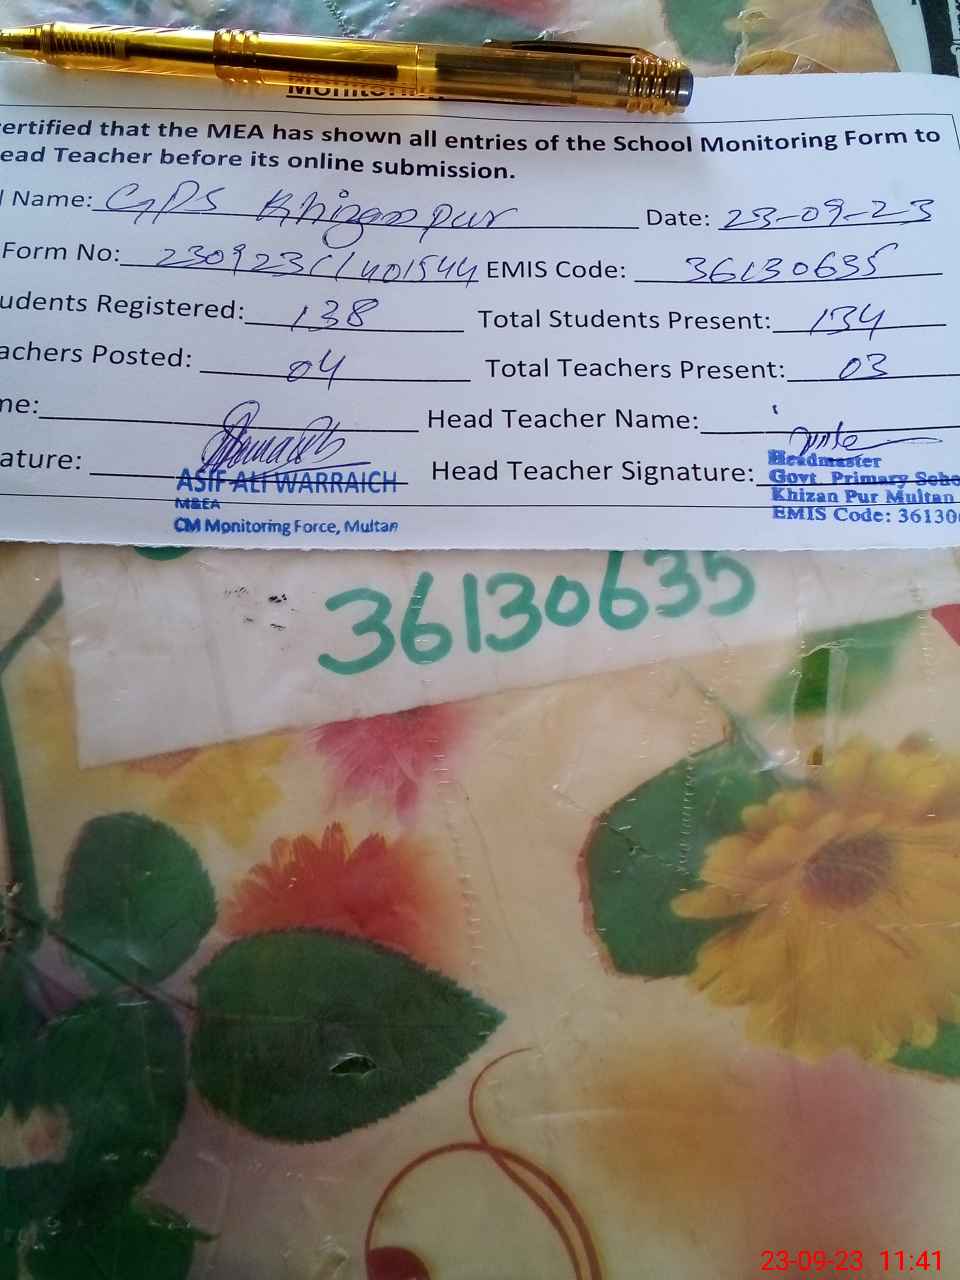 ertified that the MEA has shown all entries of the School Monitoring Form to
ead Teacher before its online submission.
l Name: GPS Khizanpur Date: 23-09-23
Form No: EMIS Code: 36130635
udents Registered: 138 Total Students Present: 134
achers Posted: 04 Total Teachers Present: 03
me: Head Teacher Name:
ature: Head Teacher Signature:
ASIF ALI WARRAICH
M&EA
CM Monitoring Force, Multan
Headmaster
Govt. Primary Scho
Khizan Pur Multan
EMIS Code: 36130
36130635
23-09-23 11:41